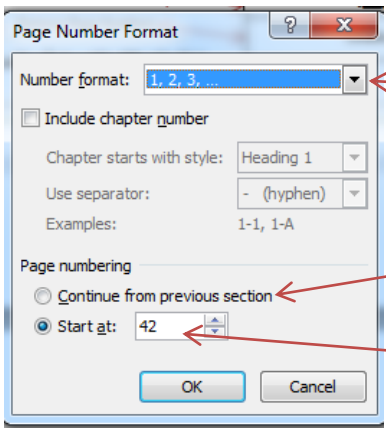 Page Number Format
Number format: 1, 2, 3, ...
Include chapter number
Chapter starts with style: Heading 1
Use separator: - (hyphen)
Examples: 1-1, 1-A
Page numbering
Continue from previous section
Start at: 42
OK Cancel